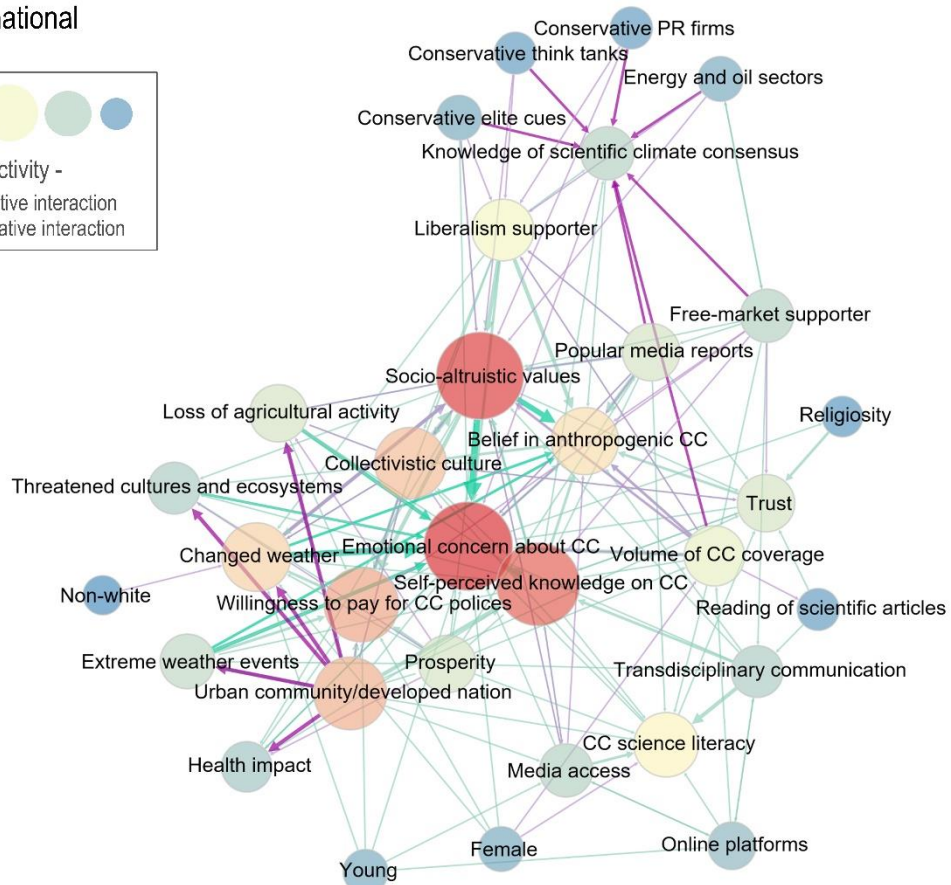 national
ctivity -
tive interaction
ative interaction
Conservative PR firms
Conservative think tanks
Energy and oil sectors
Conservative elite cues
Knowledge of scientific climate consensus
Liberalism supporter
Free-market supporter
Popular media reports
Socio-altruistic values
Loss of agricultural activity
Religiosity
Belief in anthropogenic CC
Collectivistic culture
Threatened cultures and ecosystems
Trust
Changed weather
Emotional concern about CC
Volume of CC coverage
Self-perceived knowledge on CC
Non-white
Willingness to pay for CC polices
Reading of scientific articles
Extreme weather events
Prosperity
Transdisciplinary communication
Urban community/developed nation
CC science literacy
Health impact
Media access
Online platforms
Female
Young